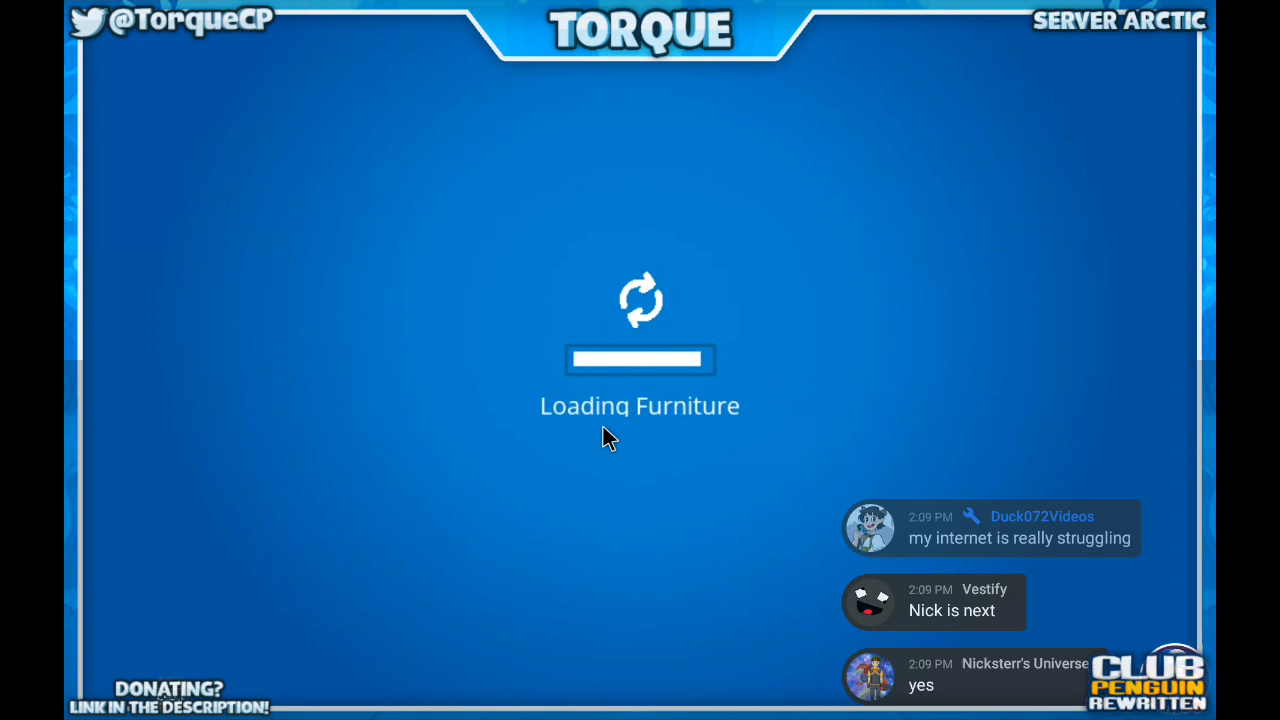 @TorqueCP
TORQUE
SERVER ARCTIC
Loading Furniture
2:09 PM Duck072Videos
my internet is really struggling
2:09 PM Vestify
Nick is next
2:09 PM Nicksterr's Universe
yes
DONATING?
LINK IN THE DESCRIPTION!
CLUB
PENGUIN
REWRITTEN